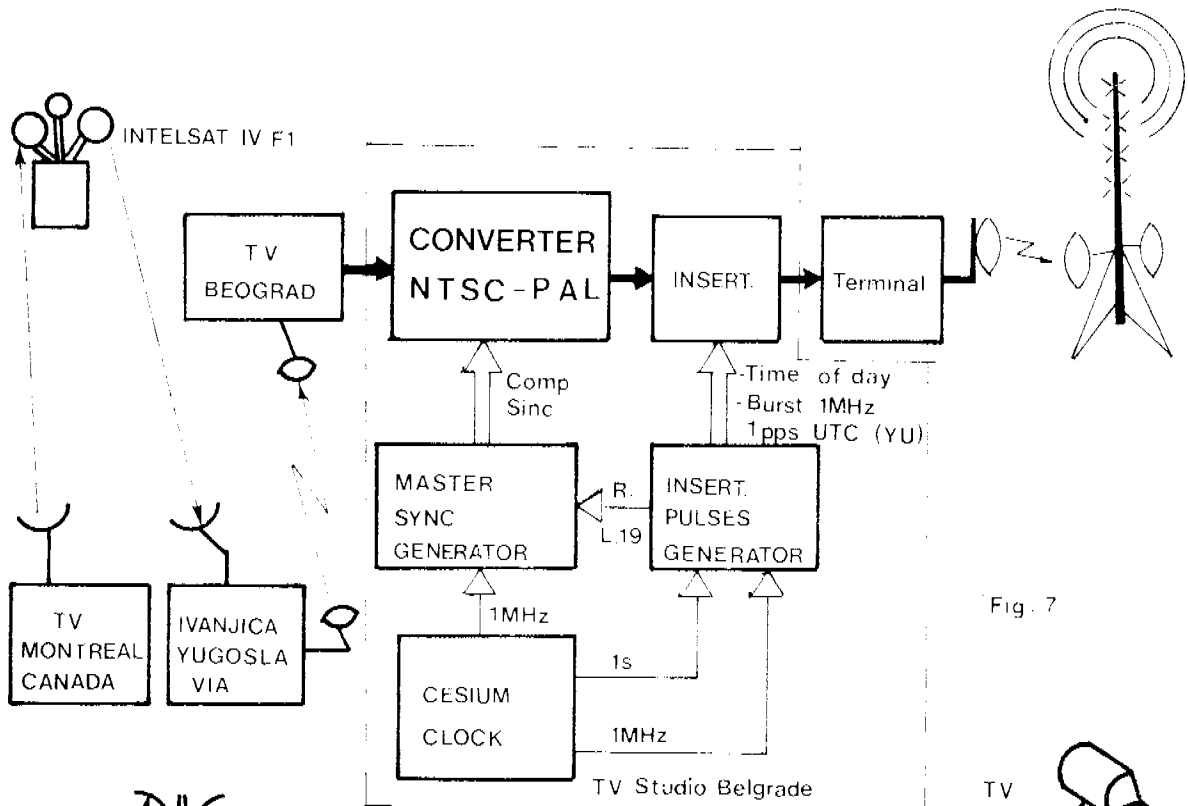 INTELSAT IV F1
TV
BEOGRAD
CONVERTER
NTSC-PAL
INSERT.
Terminal
Comp
Sinc
-Time of day
-Burst 1MHz
1pps UTC (YU)
MASTER
SYNC
GENERATOR
R.
L.19
INSERT.
PULSES
GENERATOR
TV
MONTREAL
CANADA
IVANJICA
YUGOSLA
VIA
1MHz
Fig. 7
CESIUM
CLOCK
1s
1MHz
TV Studio Belgrade
TV